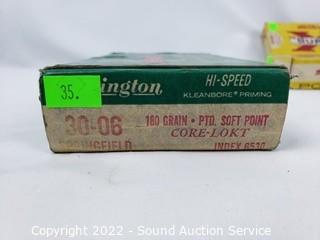 35.
ington
HI-SPEED
KLEANBORE® PRIMING
30-06
180 GRAIN • PTD. SOFT POINT
SPRINGFIELD
CORE-LOKT
INDEX 6530
Copyright - 2022 - Sound Auction Service